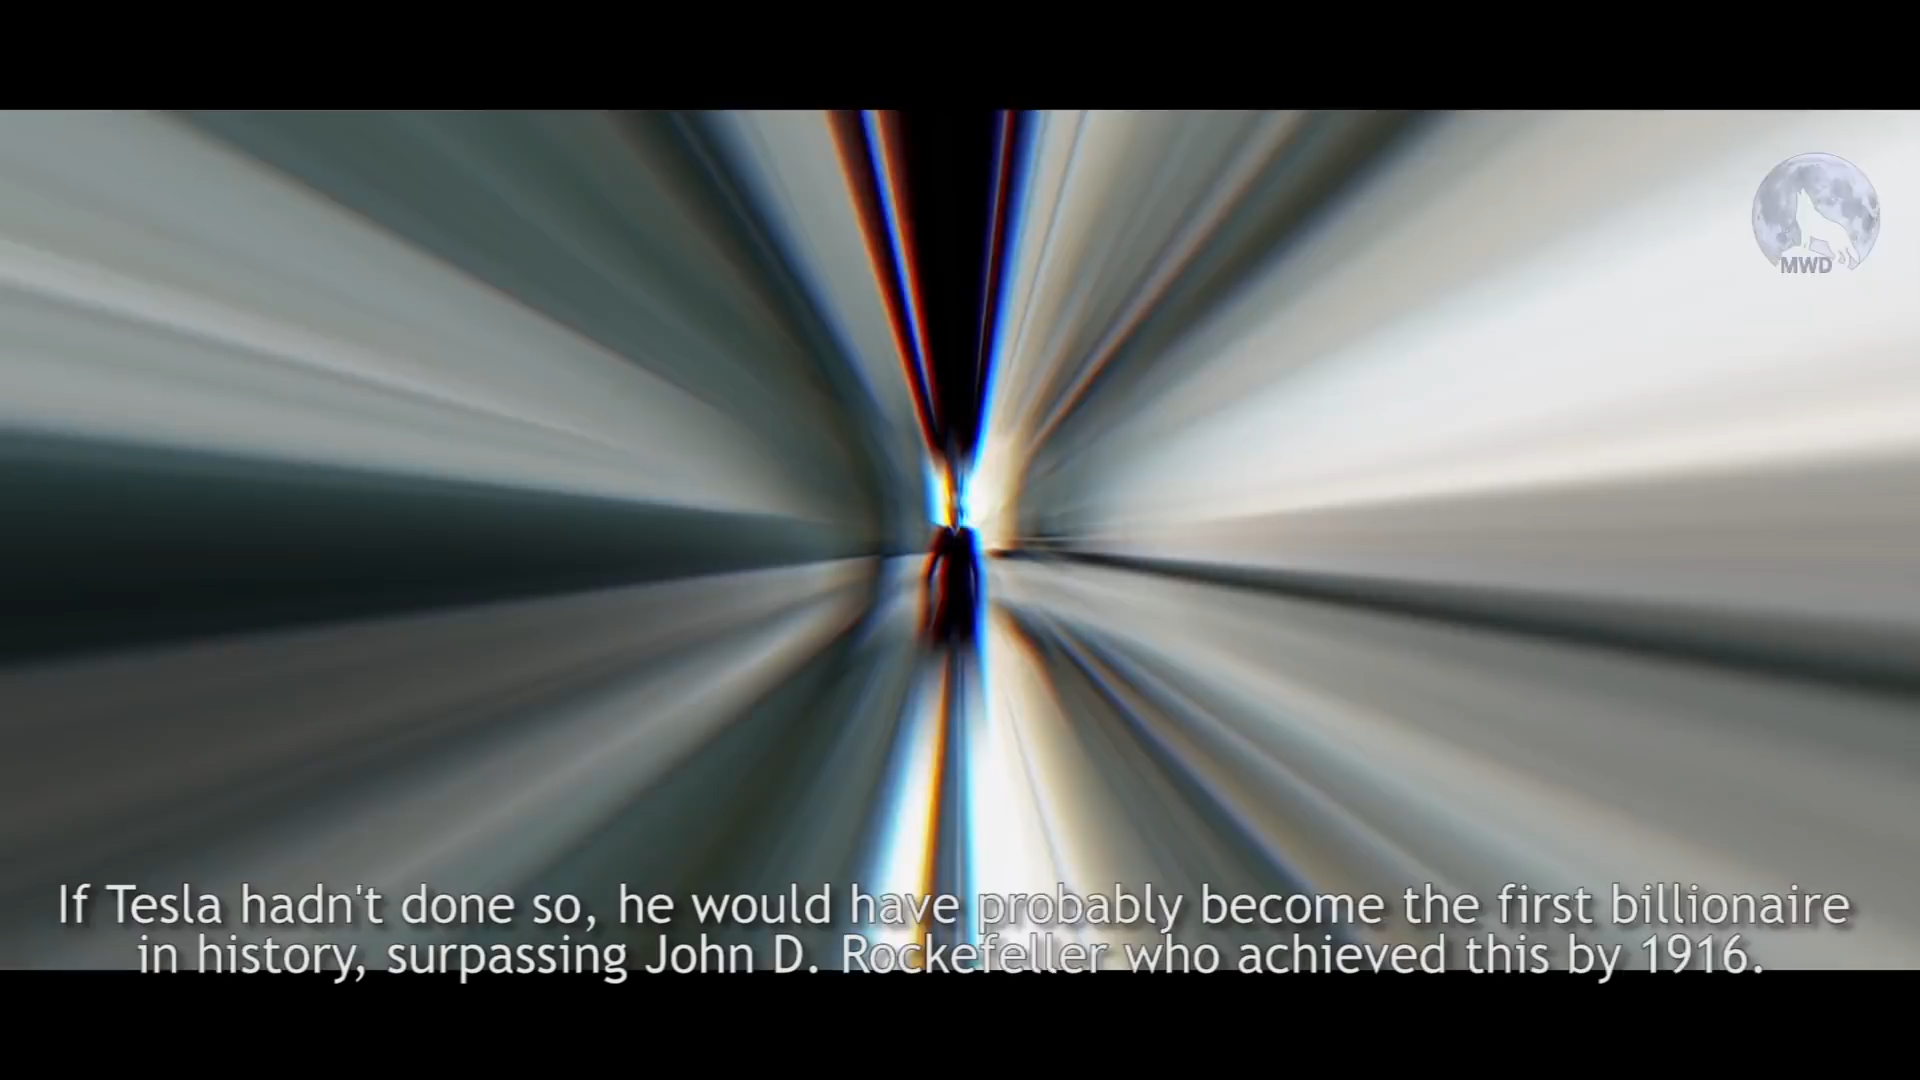 MWD
If Tesla hadn't done so, he would have probably become the first billionaire
in history, surpassing John D. Rockefeller who achieved this by 1916.